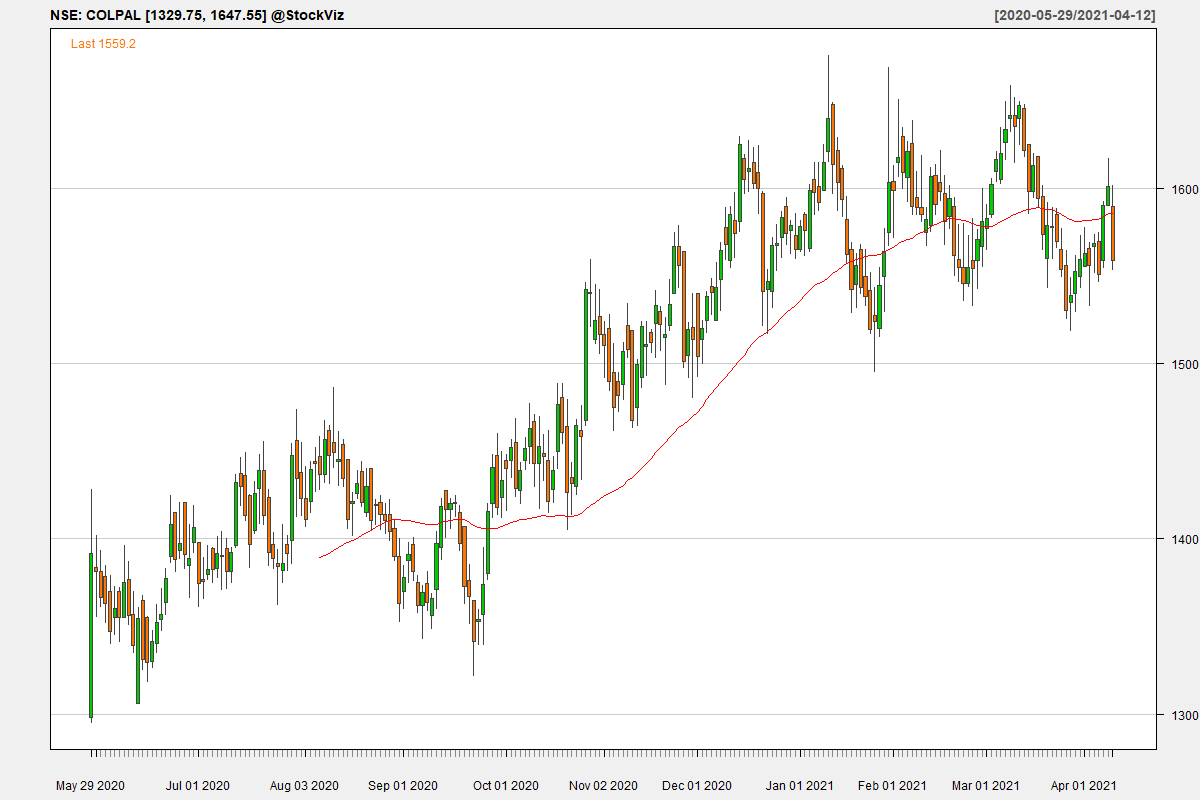 NSE: COLPAL [1329.75, 1647.55] @StockViz [2020-05-29/2021-04-12]
Last 1559.2
1600
1500
1400
1300
May 29 2020 Jul 01 2020 Aug 03 2020 Sep 01 2020 Oct 01 2020 Nov 02 2020 Dec 01 2020 Jan 01 2021 Feb 01 2021 Mar 01 2021 Apr 01 2021